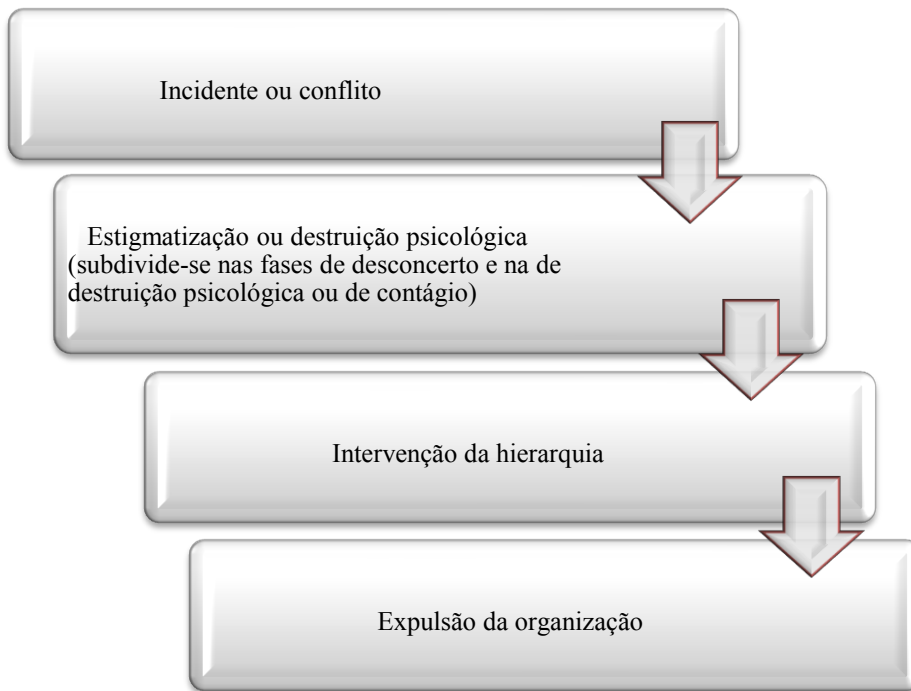 Incidente ou conflito
Estigmatização ou destruição psicológica
(subdivide-se nas fases de desconcerto e na de
destruição psicológica ou de contágio)
Intervenção da hierarquia
Expulsão da organização